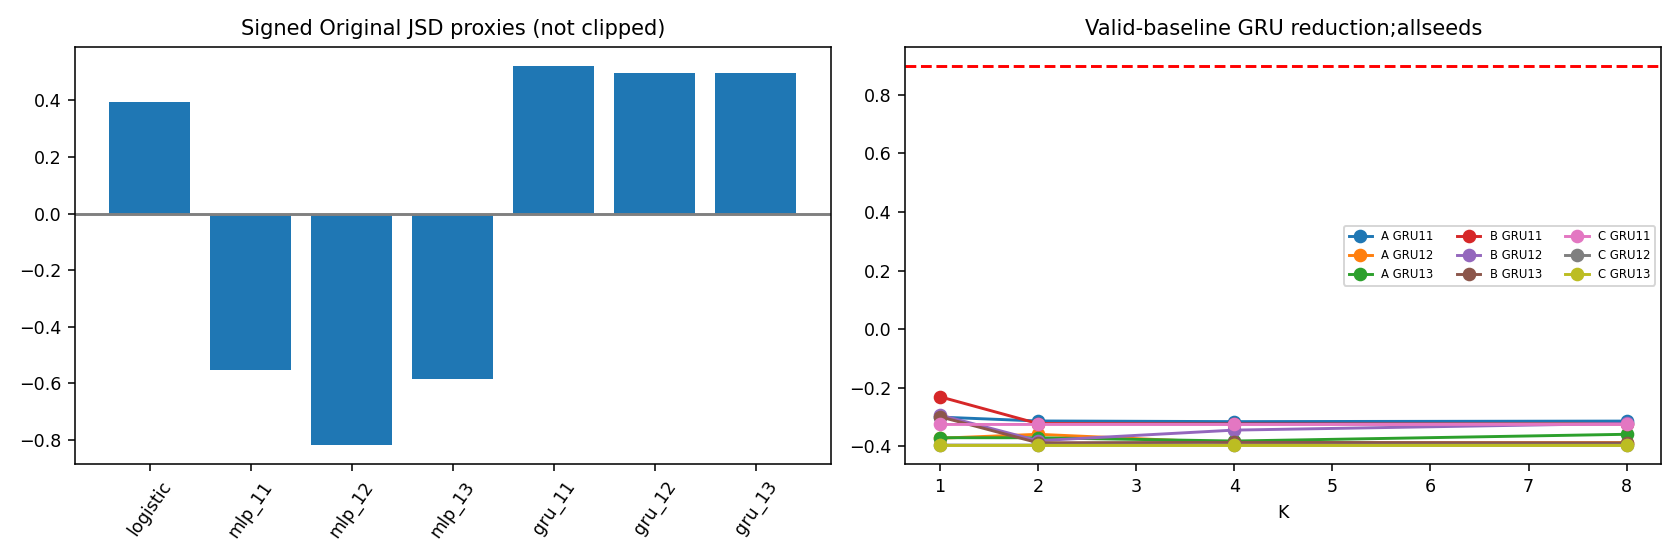 Signed Original JSD proxies (not clipped)
0.4
0.2
0.0
−0.2
−0.4
−0.6
−0.8
logistic
mlp_11
mlp_12
mlp_13
gru_11
gru_12
gru_13
Valid-baseline GRU reduction;allseeds
0.8
0.6
0.4
0.2
0.0
−0.2
−0.4
A GRU11 B GRU11 C GRU11
A GRU12 B GRU12 C GRU12
A GRU13 B GRU13 C GRU13
1 2 3 4 5 6 7 8
K